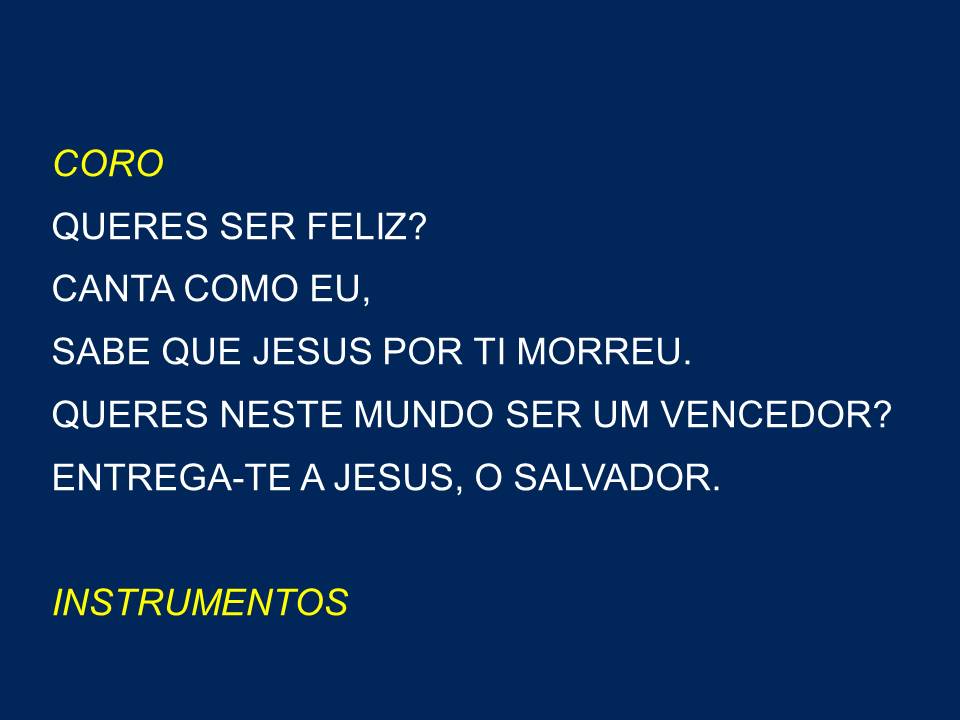 CORO
QUERES SER FELIZ?
CANTA COMO EU,
SABE QUE JESUS POR TI MORREU.
QUERES NESTE MUNDO SER UM VENCEDOR?
ENTREGA-TE A JESUS, O SALVADOR.
INSTRUMENTOS